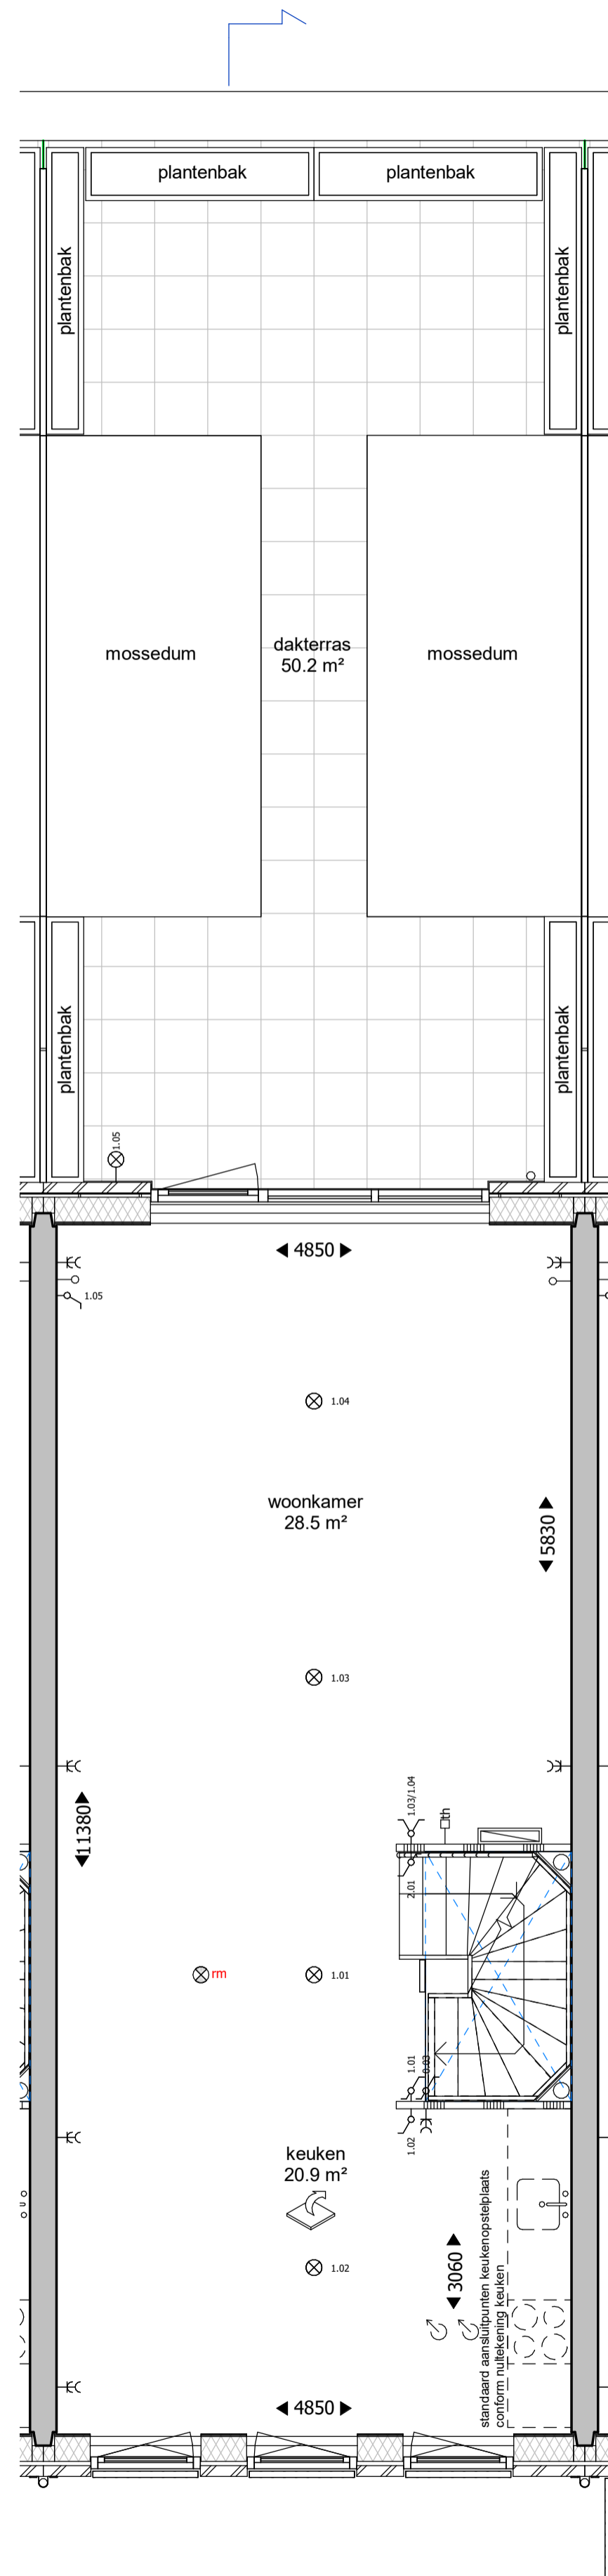 plantenbak
plantenbak
plantenbak
plantenbak
mossedum
dakterras
50.2 m²
mossedum
plantenbak
plantenbak
1.05
4850
1.05
1.04
woonkamer
28.5 m²
5830
1.03
1.03/1.04
th
11380
2.01
rm
1.01
1.01
0.03
1.02
keuken
20.9 m²
1.02
3060
standaard aansluitpunten keukenopstelplaats
conform nultekening keuken
4850